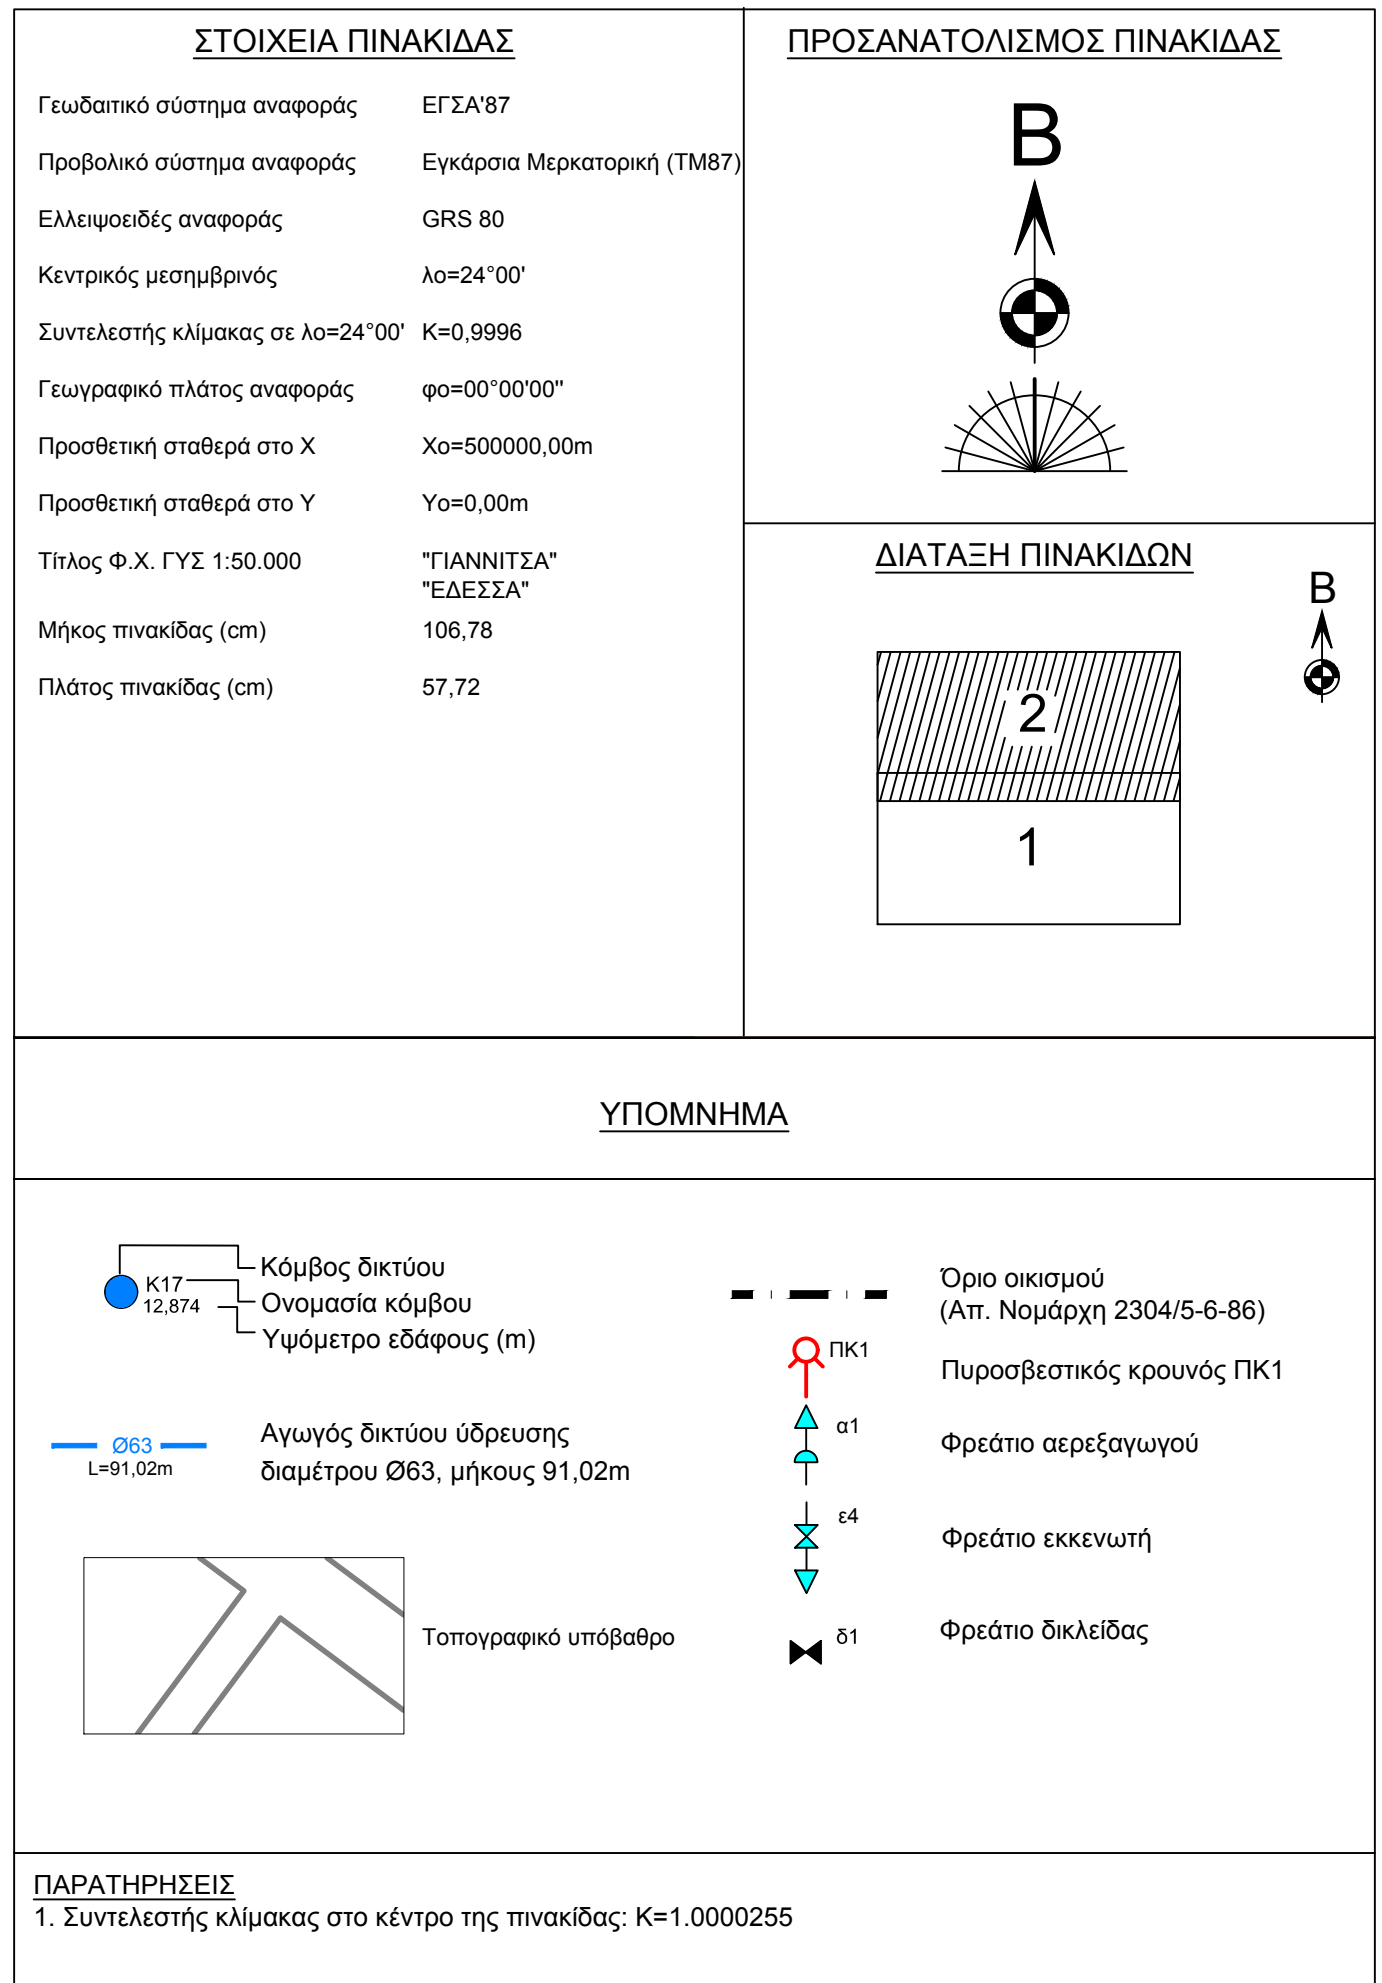 ΣΤΟΙΧΕΙΑ ΠΙΝΑΚΙΔΑΣ
Γεωδαιτικό σύστημα αναφοράς ΕΓΣΑ'87
Προβολικό σύστημα αναφοράς Εγκάρσια Μερκατορική (ΤΜ87)
Ελλειψοειδές αναφοράς GRS 80
Κεντρικός μεσημβρινός λο=24°00'
Συντελεστής κλίμακας σε λο=24°00' Κ=0,9996
Γεωγραφικό πλάτος αναφοράς φο=00°00'00''
Προσθετική σταθερά στο Χ Χο=500000,00m
Προσθετική σταθερά στο Υ Υο=0,00m
Τίτλος Φ.Χ. ΓΥΣ 1:50.000 "ΓΙΑΝΝΙΤΣΑ"
"ΕΔΕΣΣΑ"
Μήκος πινακίδας (cm) 106,78
Πλάτος πινακίδας (cm) 57,72
ΠΡΟΣΑΝΑΤΟΛΙΣΜΟΣ ΠΙΝΑΚΙΔΑΣ
Β
ΔΙΑΤΑΞΗ ΠΙΝΑΚΙΔΩΝ
Β
2
1
ΥΠΟΜΝΗΜΑ
Κ17
12,874
Κόμβος δικτύου
Ονομασία κόμβου
Υψόμετρο εδάφους (m)
Ø63
L=91,02m
Αγωγός δικτύου ύδρευσης
διαμέτρου Ø63, μήκους 91,02m
Τοπογραφικό υπόβαθρο
Όριο οικισμού
(Απ. Νομάρχη 2304/5-6-86)
ΠΚ1
Πυροσβεστικός κρουνός ΠΚ1
α1
Φρεάτιο αερεξαγωγού
ε4
Φρεάτιο εκκενωτή
δ1
Φρεάτιο δικλείδας
ΠΑΡΑΤΗΡΗΣΕΙΣ
1. Συντελεστής κλίμακας στο κέντρο της πινακίδας: Κ=1.0000255